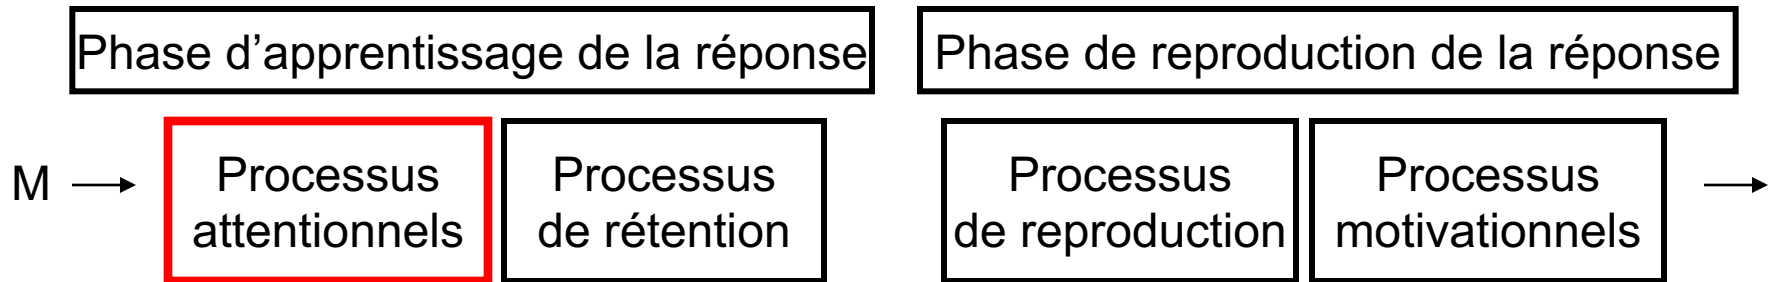 Phase d’apprentissage de la réponse
Phase de reproduction de la réponse
M
Processus
attentionnels
Processus
de rétention
Processus
de reproduction
Processus
motivationnels